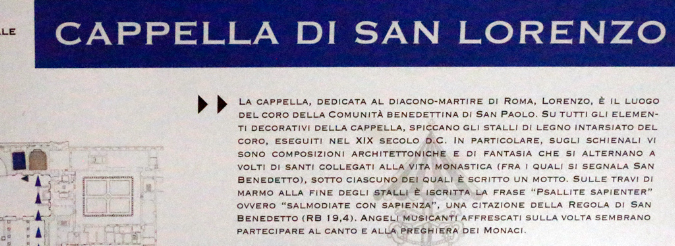 ALE
CAPPELLA DI SAN LORENZO
LA CAPPELLA, DEDICATA AL DIACONO-MARTIRE DI ROMA, LORENZO, È IL LUOGO
DEL CORO DELLA COMUNITÀ BENEDETTINA DI SAN PAOLO. SU TUTTI GLI ELEMEN-
TI DECORATIVI DELLA CAPPELLA, SPICCANO GLI STALLI DI LEGNO INTARSIATO DEL
CORO, ESEGUITI NEL XIX SECOLO D.C. IN PARTICOLARE, SUGLI SCHIENALI VI
SONO COMPOSIZIONI ARCHITETTONICHE E DI FANTASIA CHE SI ALTERNANO A
VOLTI DI SANTI COLLEGATI ALLA VITA MONASTICA (FRA I QUALI SI SEGNALA SAN
BENEDETTO), SOTTO CIASCUNO DEI QUALI È SCRITTO UN MOTTO. SULLE TRAVI DI
MARMO ALLA FINE DEGLI STALLI È ISCRITTA LA FRASE "PSALLITE SAPIENTER"
OVVERO "SALMODIATE CON SAPIENZA", UNA CITAZIONE DELLA REGOLA DI SAN
BENEDETTO (RB 19,4). ANGELI MUSICANTI AFFRESCATI SULLA VOLTA SEMBRANO
PARTECIPARE AL CANTO E ALLA PREGHIERA DEI MONACI.